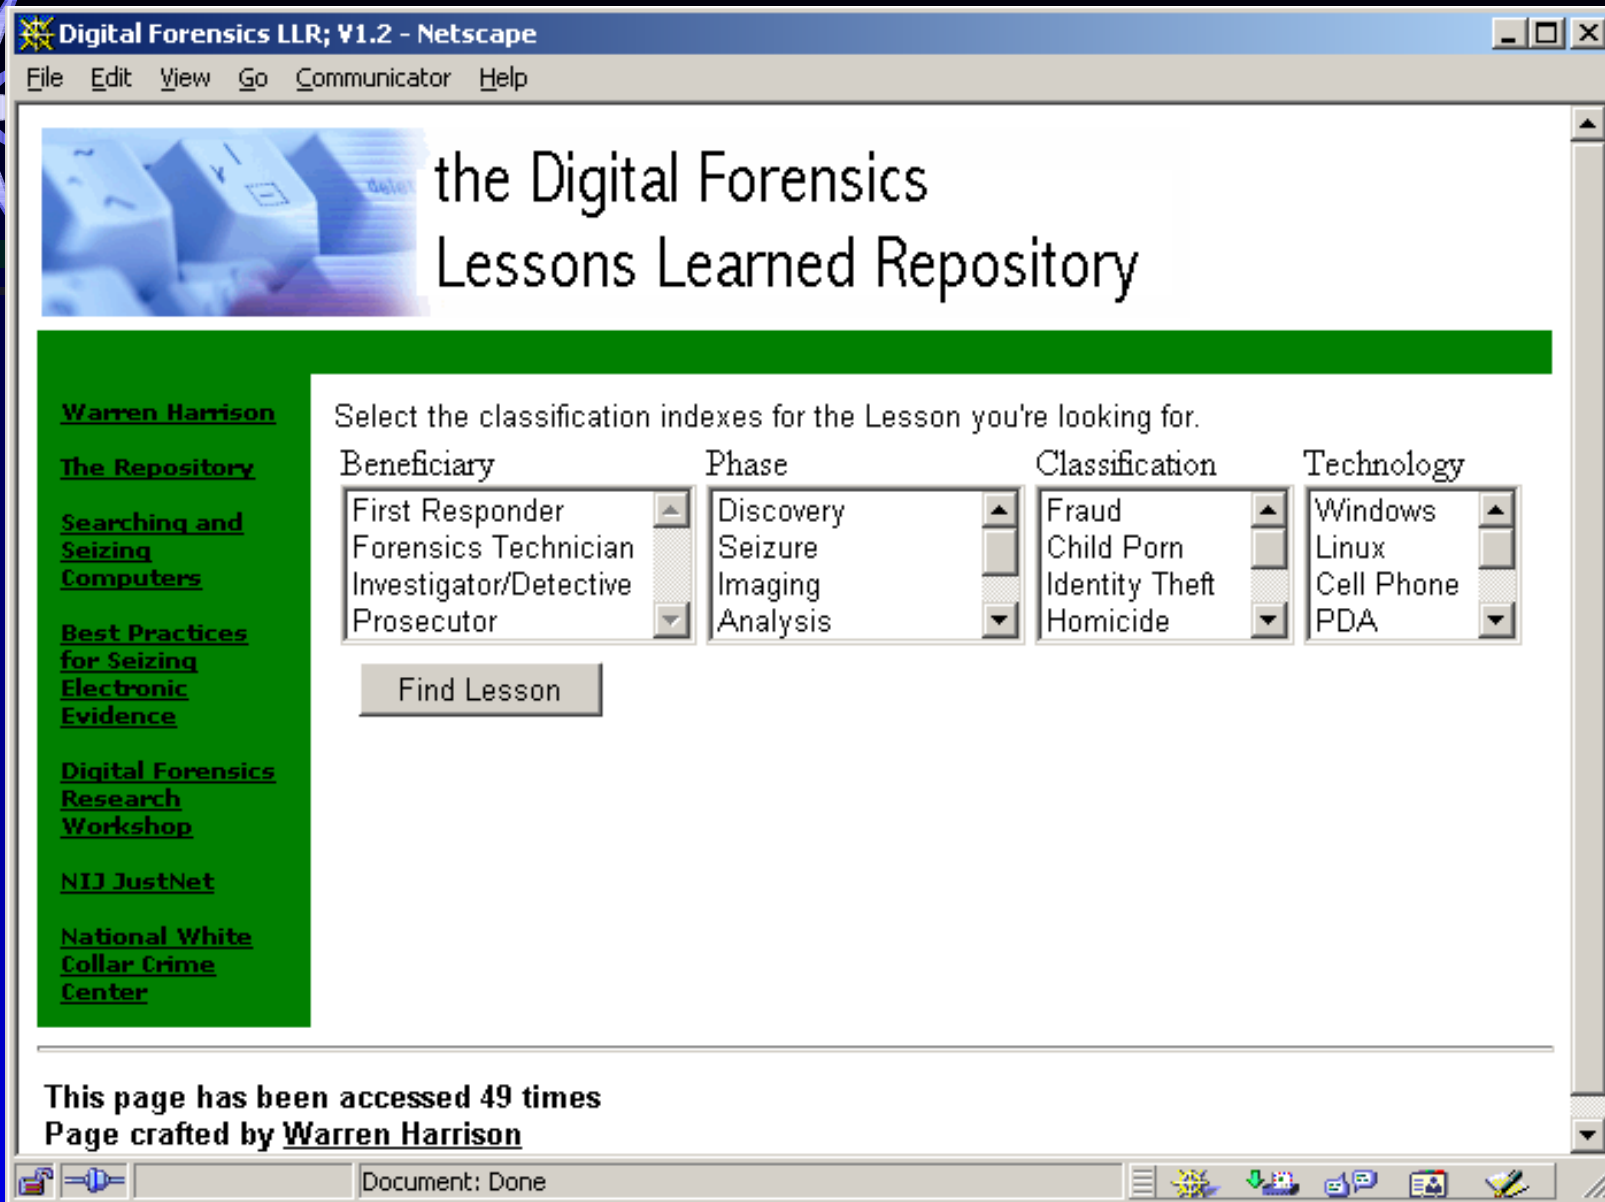 Digital Forensics LLR; V1.2 - Netscape
File Edit View Go Communicator Help
the Digital Forensics
Lessons Learned Repository
Warren Harrison
The Repository
Searching and
Seizing
Computers
Best Practices
for Seizing
Electronic
Evidence
Digital Forensics
Research
Workshop
NIJ JustNet
National White
Collar Crime
Center
Select the classification indexes for the Lesson you're looking for.
Beneficiary
First Responder
Forensics Technician
Investigator/Detective
Prosecutor
Phase
Discovery
Seizure
Imaging
Analysis
Classification
Fraud
Child Porn
Identity Theft
Homicide
Technology
Windows
Linux
Cell Phone
PDA
Find Lesson
This page has been accessed 49 times
Page crafted by Warren Harrison
Document: Done